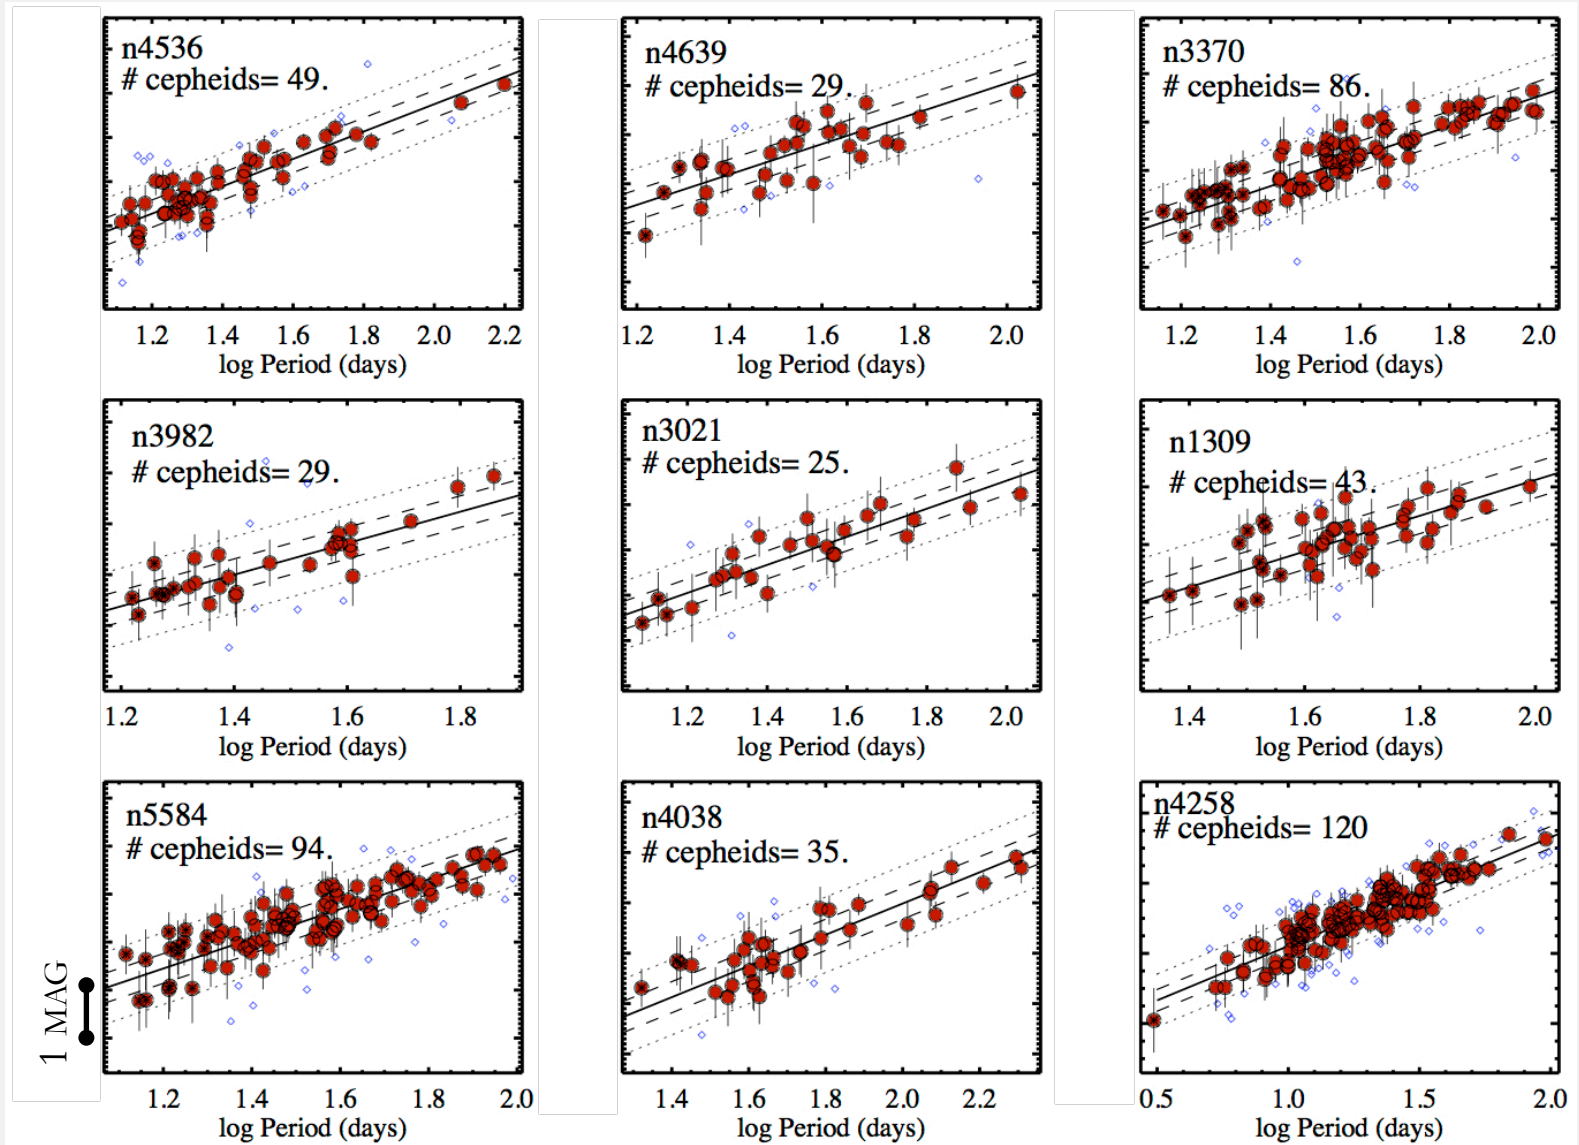 n4536
# cepheids= 49.
1.2 1.4 1.6 1.8 2.0 2.2
log Period (days)
n4639
# cepheids= 29.
1.2 1.4 1.6 1.8 2.0
log Period (days)
n3370
# cepheids= 86.
1.2 1.4 1.6 1.8 2.0
log Period (days)
n3982
# cepheids= 29.
1.2 1.4 1.6 1.8
log Period (days)
n3021
# cepheids= 25.
1.2 1.4 1.6 1.8 2.0
log Period (days)
n1309
# cepheids= 43.
1.4 1.6 1.8 2.0
log Period (days)
1 MAG
n5584
# cepheids= 94.
1.2 1.4 1.6 1.8 2.0
log Period (days)
n4038
# cepheids= 35.
1.4 1.6 1.8 2.0 2.2
log Period (days)
n4258
# cepheids= 120
0.5 1.0 1.5 2.0
log Period (days)